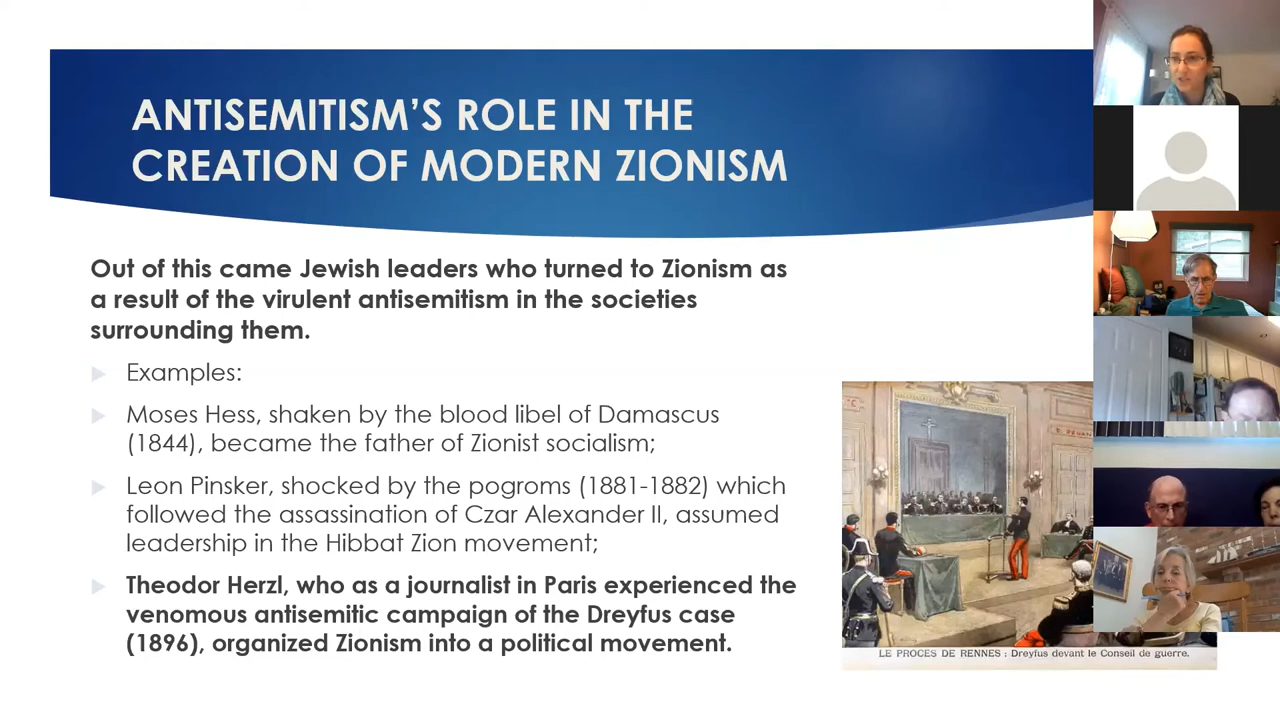 ANTISEMITISM'S ROLE IN THE
CREATION OF MODERN ZIONISM
Out of this came Jewish leaders who turned to Zionism as
a result of the virulent antisemitism in the societies
surrounding them.
Examples:
Moses Hess, shaken by the blood libel of Damascus
(1844), became the father of Zionist socialism;
Leon Pinsker, shocked by the pogroms (1881-1882) which
followed the assassination of Czar Alexander II, assumed
leadership in the Hibbat Zion movement;
Theodor Herzl, who as a journalist in Paris experienced the
venomous antisemitic campaign of the Dreyfus case
(1896), organized Zionism into a political movement.
LE PROCES DE RENNES : Dreyfus devant le Conseil de guerre.